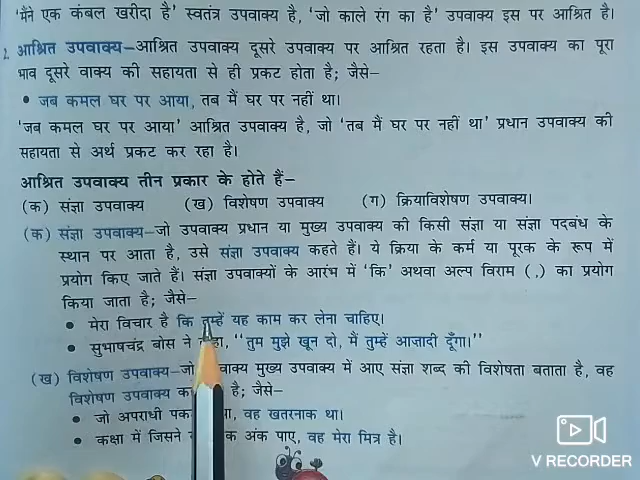 'मैंने एक कंबल खरीदा है' स्वतंत्र उपवाक्य है, 'जो काले रंग का है' उपवाक्य इस पर आश्रित है।
2. आश्रित उपवाक्य–आश्रित उपवाक्य दूसरे उपवाक्य पर आश्रित रहता है। इस उपवाक्य का पूरा
भाव दूसरे वाक्य की सहायता से ही प्रकट होता है; जैसे–
• जब कमल घर पर आया, तब मैं घर पर नहीं था।
'जब कमल घर पर आया' आश्रित उपवाक्य है, जो 'तब मैं घर पर नहीं था' प्रधान उपवाक्य की
सहायता से अर्थ प्रकट कर रहा है।
आश्रित उपवाक्य तीन प्रकार के होते हैं–
(क) संज्ञा उपवाक्य (ख) विशेषण उपवाक्य (ग) क्रियाविशेषण उपवाक्य।
(क) संज्ञा उपवाक्य–जो उपवाक्य प्रधान या मुख्य उपवाक्य की किसी संज्ञा या संज्ञा पदबंध के
स्थान पर आता है, उसे संज्ञा उपवाक्य कहते हैं। ये क्रिया के कर्म या पूरक के रूप में
प्रयोग किए जाते हैं। संज्ञा उपवाक्यों के आरंभ में 'कि' अथवा अल्प विराम (,) का प्रयोग
किया जाता है; जैसे–
• मेरा विचार है कि तुम्हें यह काम कर लेना चाहिए।
• सुभाषचंद्र बोस ने "तुम मुझे खून दो, मैं तुम्हें आज़ादी दूँगा।"
(ख) विशेषण उपवाक्य–जो मुख्य उपवाक्य में आए संज्ञा शब्द की विशेषता बताता है, वह
विशेषण उपवाक्य है; जैसे–
• जो अपराधी वह खतरनाक था।
• कक्षा में जिसने अंक पाए, वह मेरा मित्र है।
V RECORDER